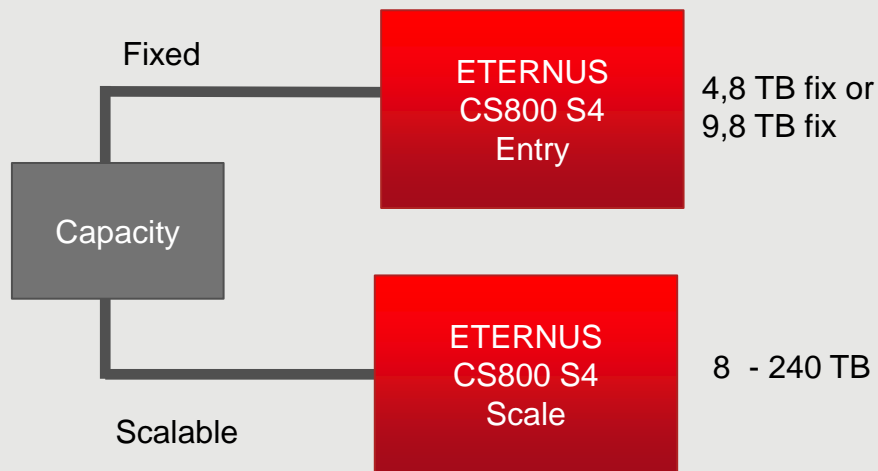 Fixed
ETERNUS
CS800 S4
Entry
4,8 TB fix or
9,8 TB fix
Capacity
ETERNUS
CS800 S4
Scale
8 - 240 TB
Scalable